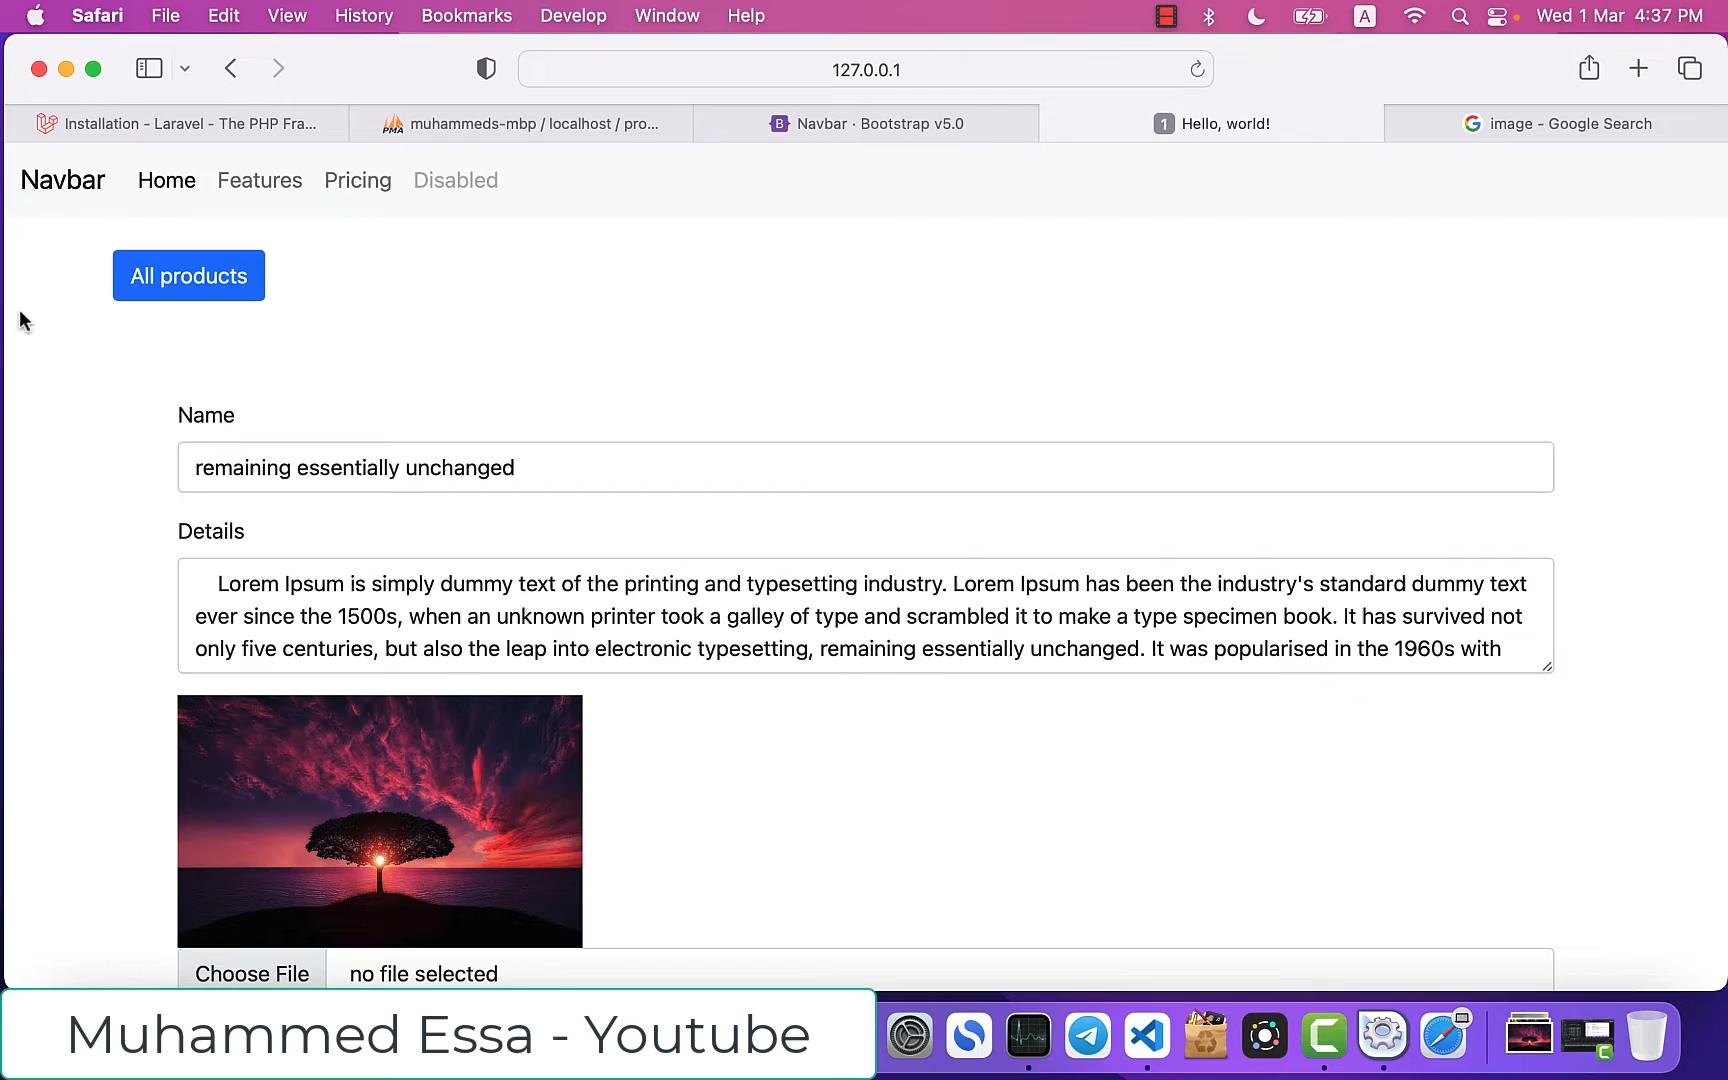 Safari File Edit View History Bookmarks Develop Window Help A Wed 1 Mar 4:37 PM
127.0.0.1
Installation - Laravel - The PHP Fra... PMA muhammeds-mbp / localhost / pro... B Navbar · Bootstrap v5.0 1 Hello, world! G image - Google Search
Navbar Home Features Pricing Disabled
All products
Name
remaining essentially unchanged
Details
Lorem Ipsum is simply dummy text of the printing and typesetting industry. Lorem Ipsum has been the industry's standard dummy text
ever since the 1500s, when an unknown printer took a galley of type and scrambled it to make a type specimen book. It has survived not
only five centuries, but also the leap into electronic typesetting, remaining essentially unchanged. It was popularised in the 1960s with
Choose File no file selected
Muhammed Essa - Youtube